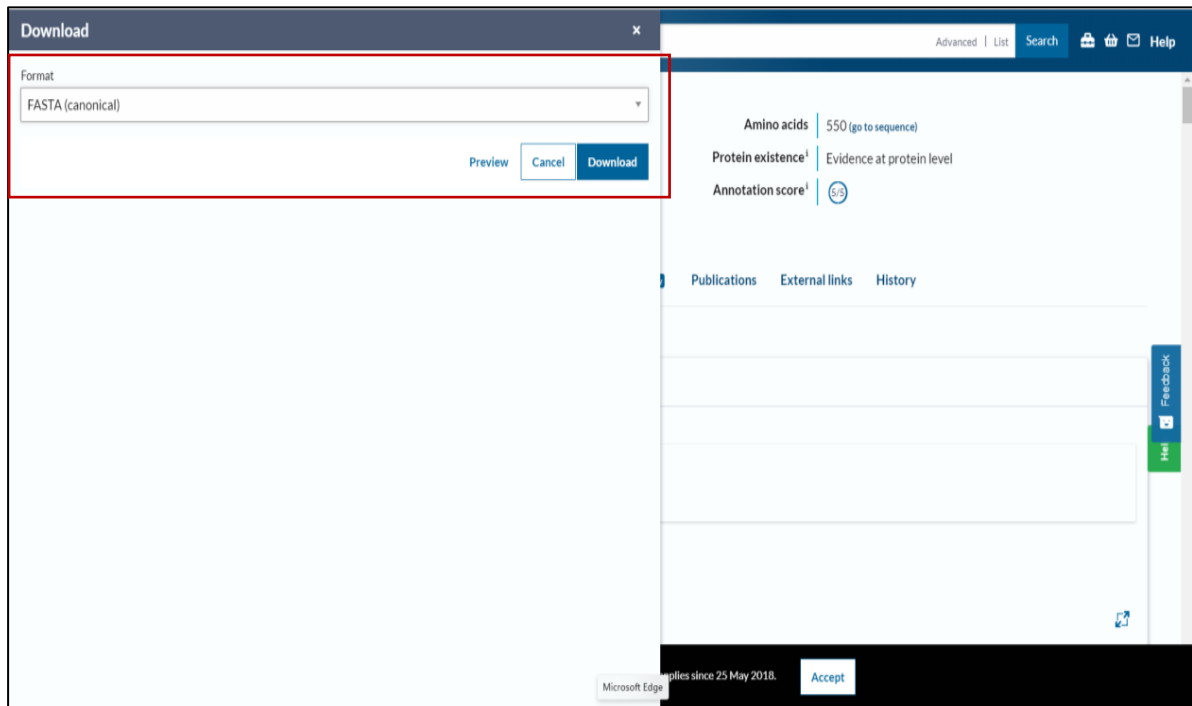 Download
×
Format
FASTA (canonical)
Preview Cancel Download
Advanced | List Search Help
Amino acids 550 (go to sequence)
Protein existence i Evidence at protein level
Annotation score i 5/5
Publications External links History
Feedback
Hel
plies since 25 May 2018. Accept
Microsoft Edge